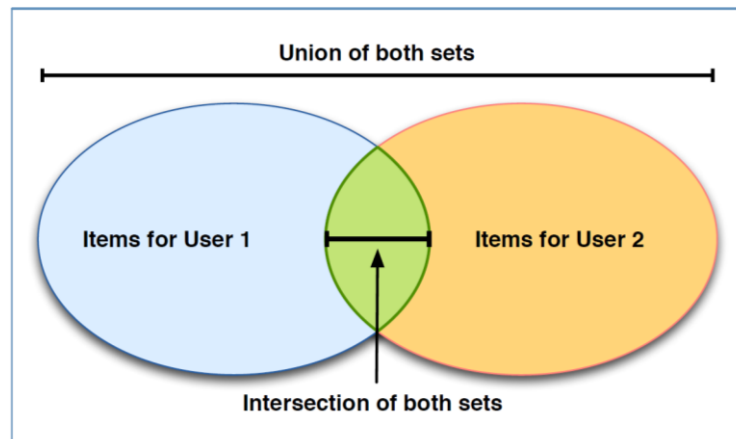 Union of both sets
Items for User 1
Items for User 2
Intersection of both sets